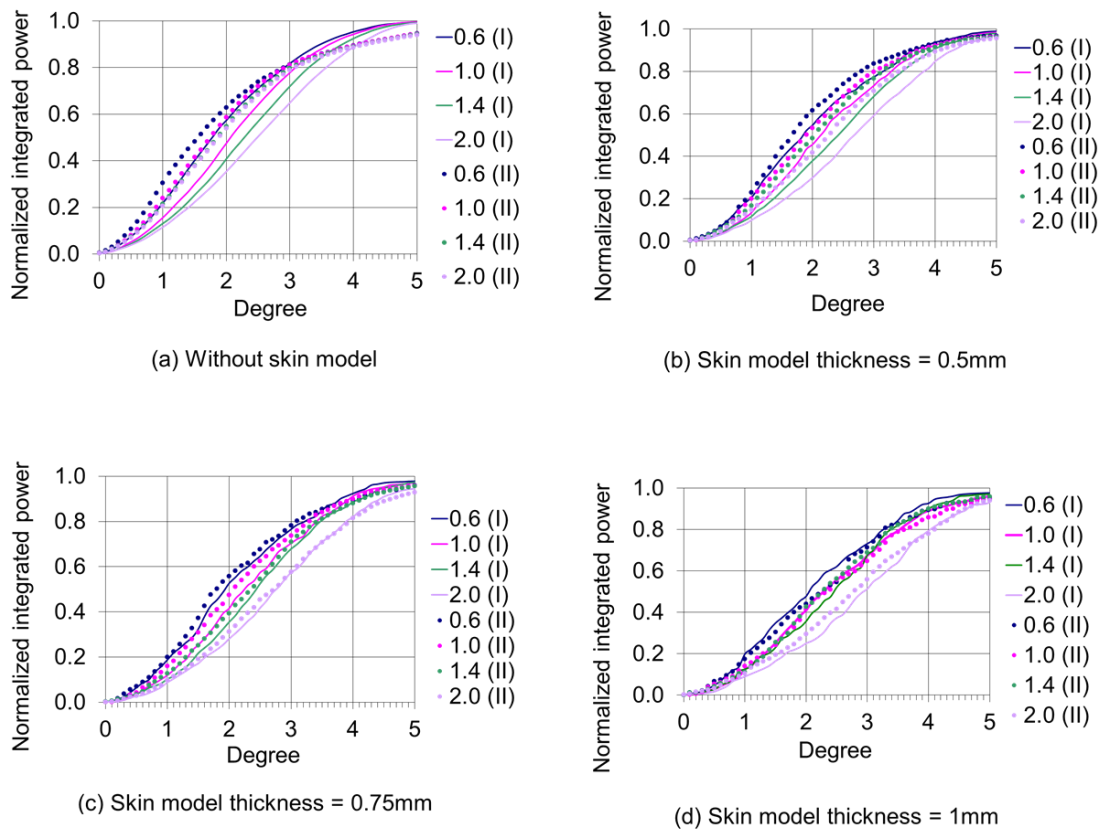 Normalized integrated power
1.0
0.8
0.6
0.4
0.2
0.0
0 1 2 3 4 5
Degree
0.6 (I)
1.0 (I)
1.4 (I)
2.0 (I)
0.6 (II)
1.0 (II)
1.4 (II)
2.0 (II)
(a) Without skin model
Normalized integrated power
1.0
0.8
0.6
0.4
0.2
0.0
0 1 2 3 4 5
Degree
0.6 (I)
1.0 (I)
1.4 (I)
2.0 (I)
0.6 (II)
1.0 (II)
1.4 (II)
2.0 (II)
(b) Skin model thickness = 0.5mm
Normalized integrated power
1.0
0.8
0.6
0.4
0.2
0.0
0 1 2 3 4 5
Degree
0.6 (I)
1.0 (I)
1.4 (I)
2.0 (I)
0.6 (II)
1.0 (II)
1.4 (II)
2.0 (II)
(c) Skin model thickness = 0.75mm
Normalized integrated power
1.0
0.8
0.6
0.4
0.2
0.0
0 1 2 3 4 5
Degree
0.6 (I)
1.0 (I)
1.4 (I)
2.0 (I)
0.6 (II)
1.0 (II)
1.4 (II)
2.0 (II)
(d) Skin model thickness = 1mm